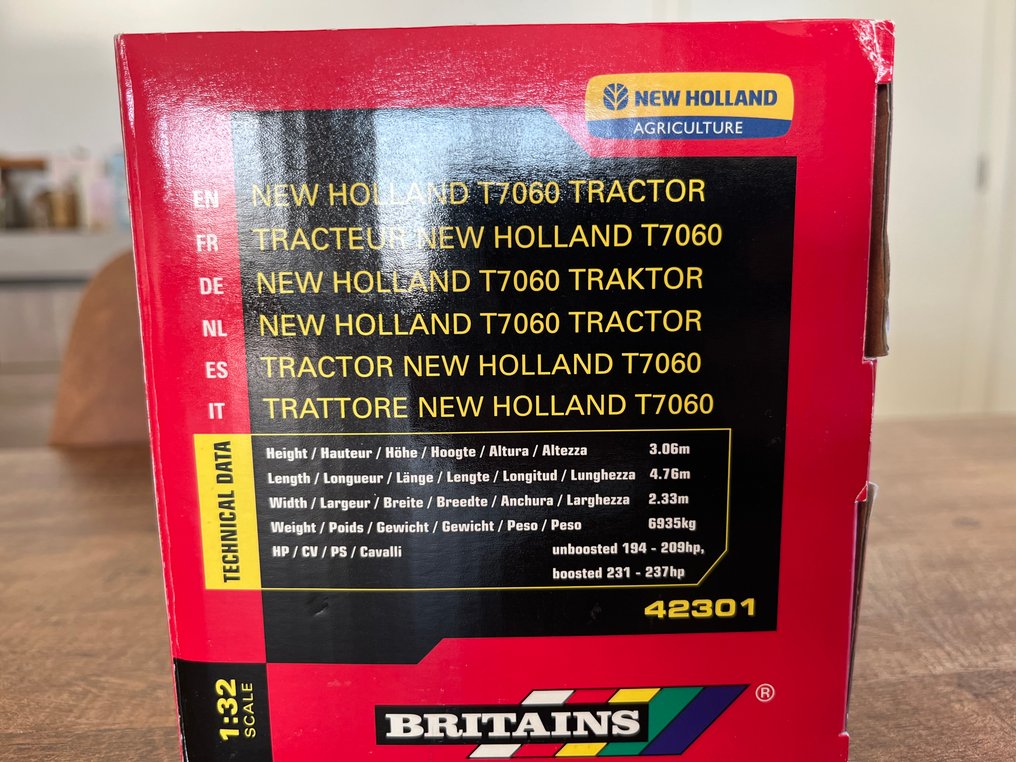 NEW HOLLAND
AGRICULTURE
EN NEW HOLLAND T7060 TRACTOR
FR TRACTEUR NEW HOLLAND T7060
DE NEW HOLLAND T7060 TRAKTOR
NL NEW HOLLAND T7060 TRACTOR
ES TRACTOR NEW HOLLAND T7060
IT TRATTORE NEW HOLLAND T7060
TECHNICAL DATA
Height / Hauteur / Höhe / Hoogte / Altura / Altezza 3.06m
Length / Longueur / Länge / Lengte / Longitud / Lunghezza 4.76m
Width / Largeur / Breite / Breedte / Anchura / Larghezza 2.33m
Weight / Poids / Gewicht / Gewicht / Peso / Peso 6935kg
HP / CV / PS / Cavalli unboosted 194 - 209hp,
boosted 231 - 237hp
42301
1:32
SCALE
BRITAINS ®